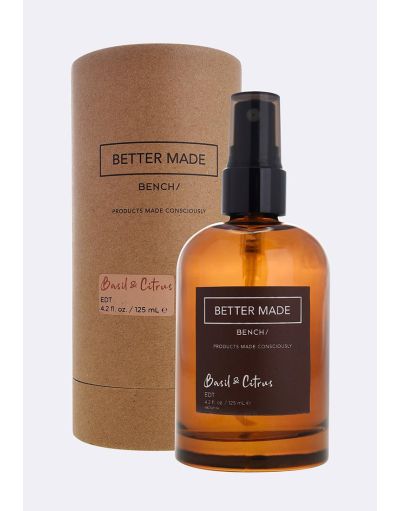 BETTER MADE
BENCH/
PRODUCTS MADE CONSCIOUSLY
Basil & Citrus
EDT
4.2 fl. oz. / 125 mL ℮
BETTER MADE
BENCH/
PRODUCTS MADE CONSCIOUSLY
Basil & Citrus
EDT
4.2 fl. oz. / 125 mL ℮